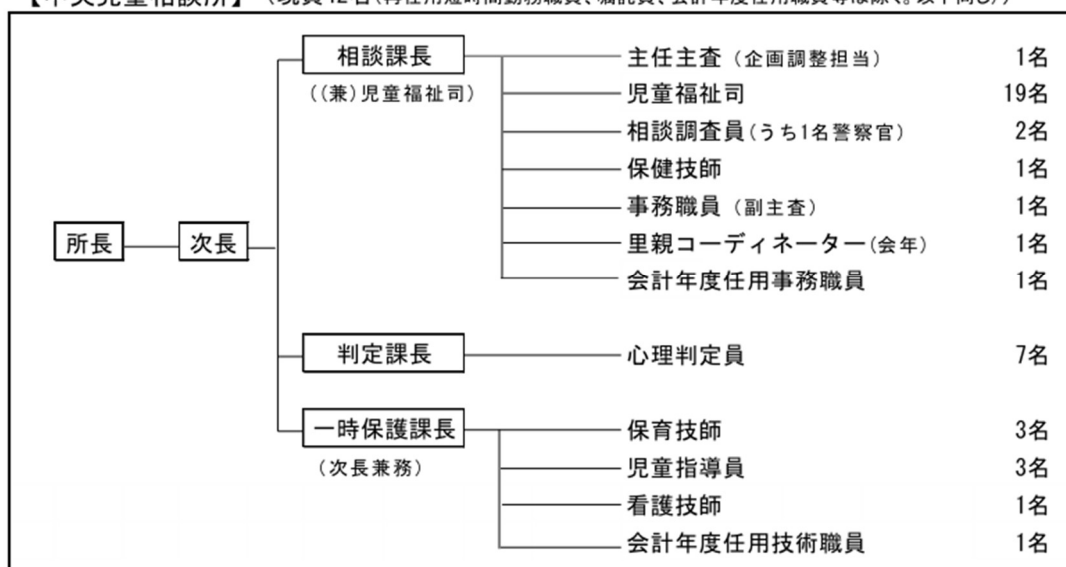 【中央児童相談所】（現員42名（再任用短時間勤務職員、嘱託員、会計年度任用職員等は除く。以下同じ））
相談課長
（（兼）児童福祉司）
主任主査（企画調整担当） 1名
児童福祉司 19名
相談調査員（うち1名警察官） 2名
保健技師 1名
事務職員（副主査） 1名
里親コーディネーター（会年） 1名
会計年度任用事務職員 1名
所長
次長
判定課長
心理判定員 7名
一時保護課長
（次長兼務）
保育技師 3名
児童指導員 3名
看護技師 1名
会計年度任用技術職員 1名